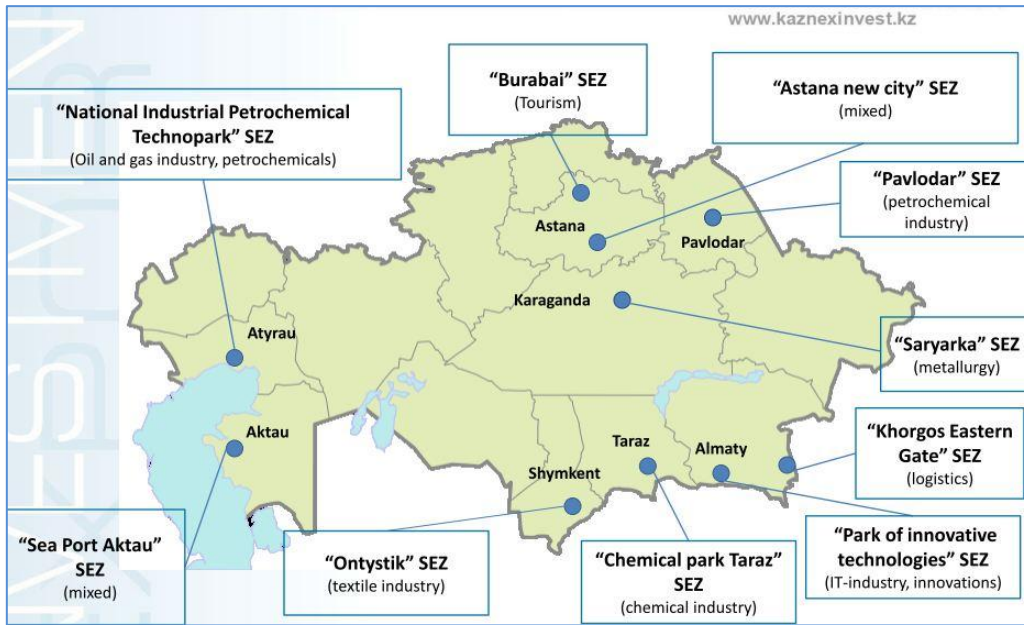 www.kaznexinvest.kz
“Burabai” SEZ
(Tourism)
“Astana new city” SEZ
(mixed)
“National Industrial Petrochemical
Technopark” SEZ
(Oil and gas industry, petrochemicals)
“Pavlodar” SEZ
(petrochemical
industry)
Astana
Pavlodar
Karaganda
“Saryarka” SEZ
(metallurgy)
Atyrau
Aktau
Shymkent
Taraz
Almaty
“Khorgos Eastern
Gate” SEZ
(logistics)
“Sea Port Aktau”
SEZ
(mixed)
“Ontystik” SEZ
(textile industry)
“Chemical park Taraz”
SEZ
(chemical industry)
“Park of innovative
technologies” SEZ
(IT-industry, innovations)